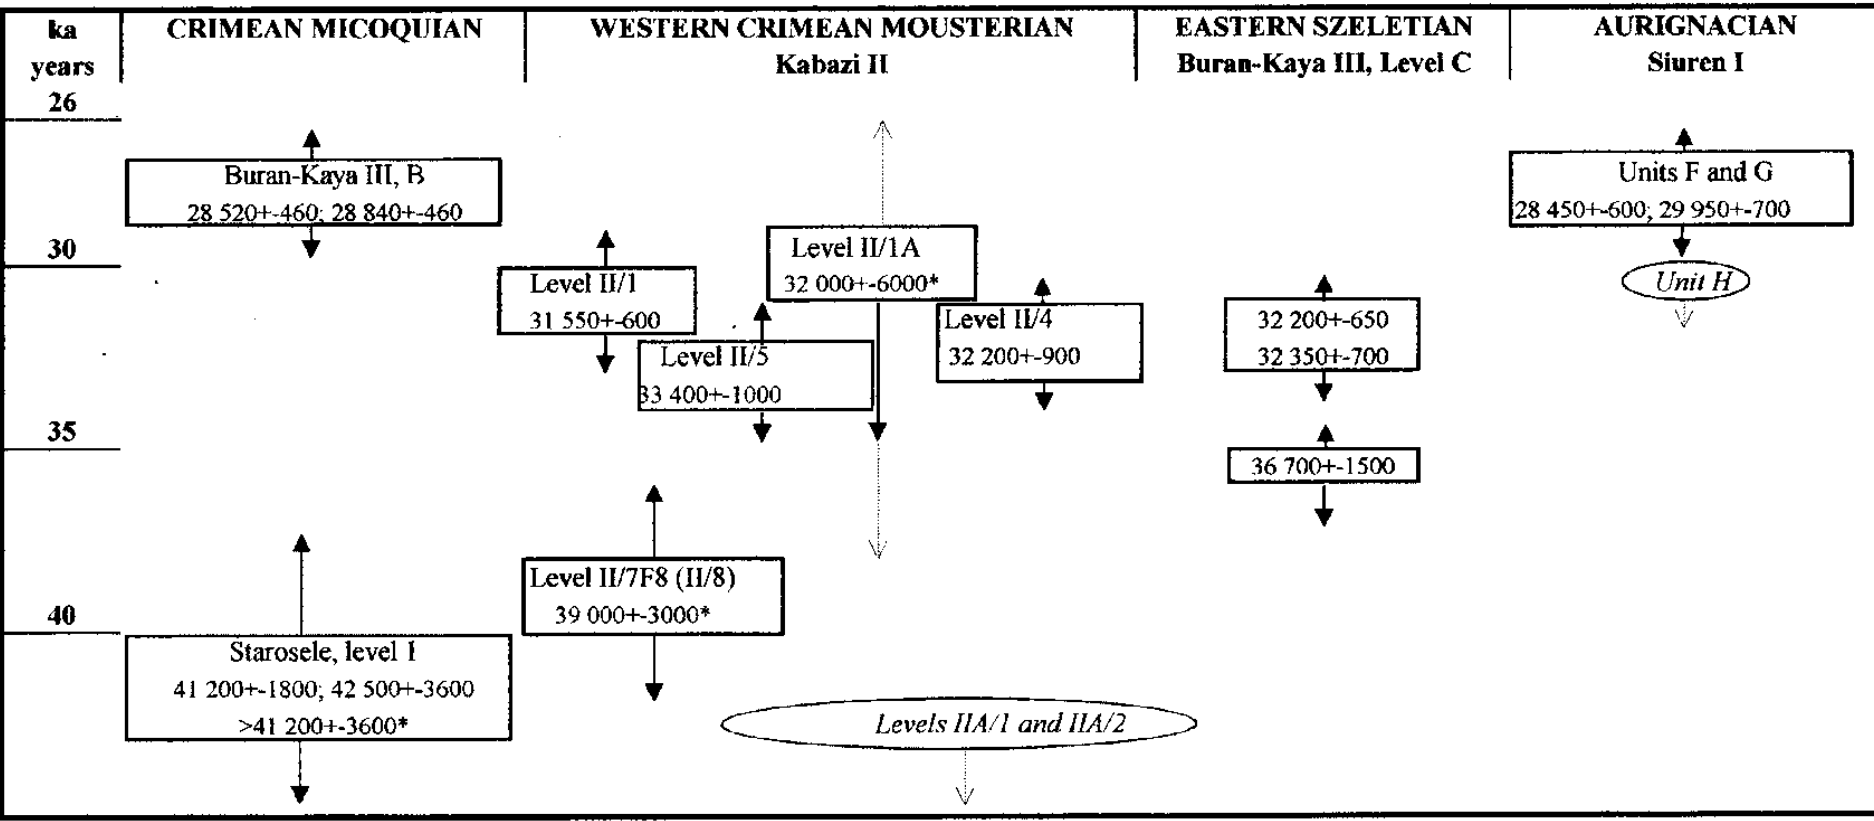 ka
years
26
CRIMEAN MICOQUIAN
WESTERN CRIMEAN MOUSTERIAN
Kabazi II
EASTERN SZELETIAN
Buran-Kaya III, Level C
AURIGNACIAN
Siuren I
Buran-Kaya III, B
28 520+-460; 28 840+-460
Units F and G
28 450+-600; 29 950+-700
30
Level II/1A
32 000+-6000*
Level II/1
31 550+-600
Unit H
Level II/4
32 200+-900
32 200+-650
32 350+-700
Level II/5
33 400+-1000
35
36 700+-1500
Level II/7F8 (II/8)
39 000+-3000*
40
Starosele, level 1
41 200+-1800; 42 500+-3600
>41 200+-3600*
Levels IIA/1 and IIA/2